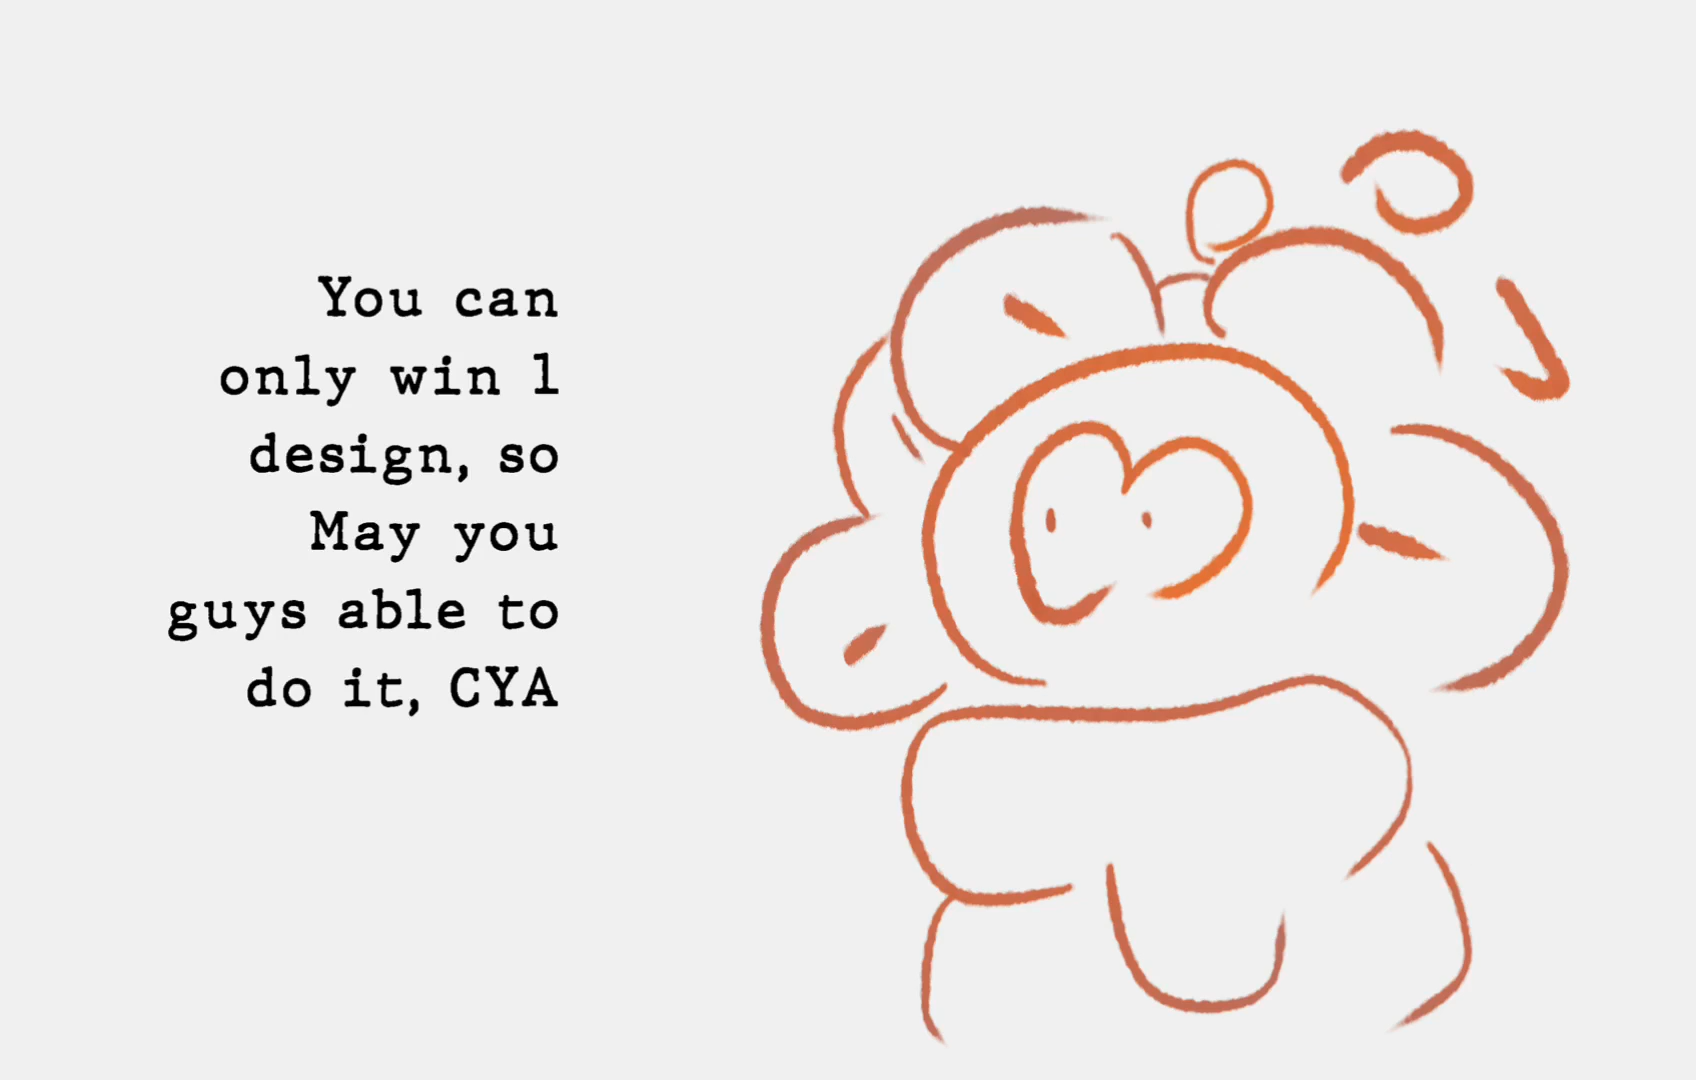 You can
only win 1
design, so
May you
guys able to
do it, CYA